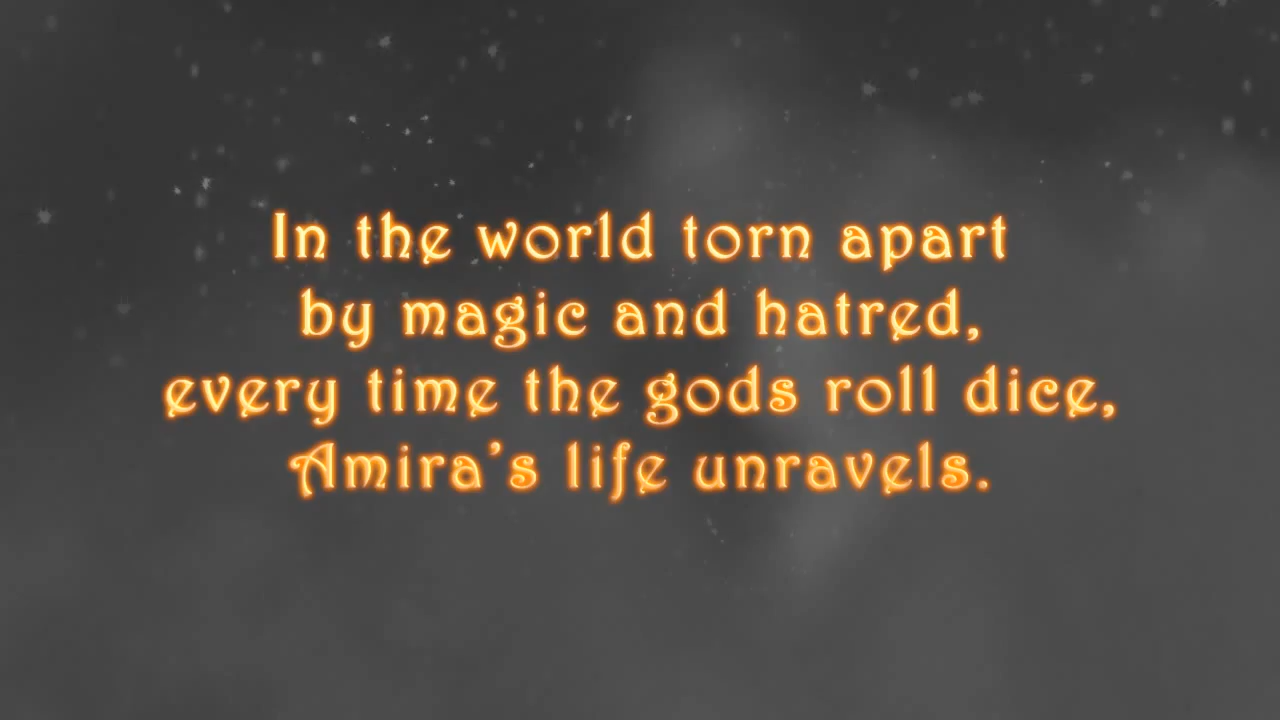 In the world torn apart
by magic and hatred,
every time the gods roll dice,
Amira’s life unravels.